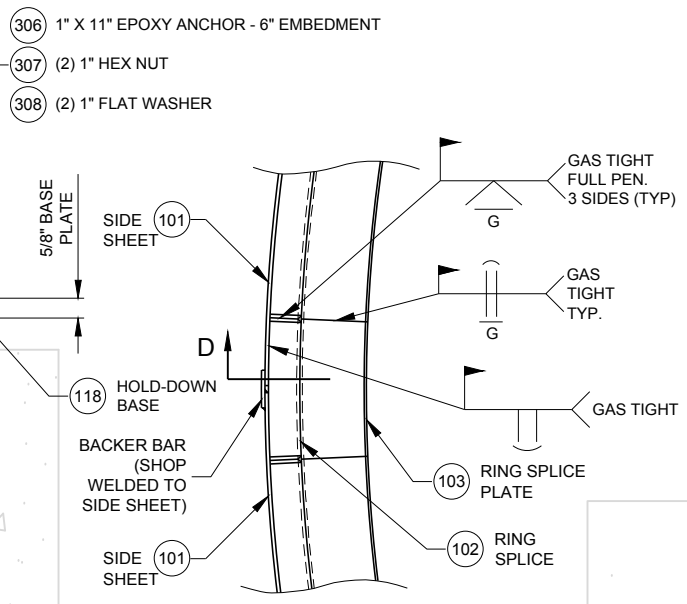 306 1" X 11" EPOXY ANCHOR - 6" EMBEDMENT
307 (2) 1" HEX NUT
308 (2) 1" FLAT WASHER
5/8" BASE
PLATE
SIDE
SHEET
101
GAS TIGHT
FULL PEN.
3 SIDES (TYP)
G
GAS
TIGHT
TYP.
G
D
118
HOLD-DOWN
BASE
GAS TIGHT
BACKER BAR
(SHOP
WELDED TO
SIDE SHEET)
103
RING SPLICE
PLATE
SIDE
SHEET
101
102
RING
SPLICE